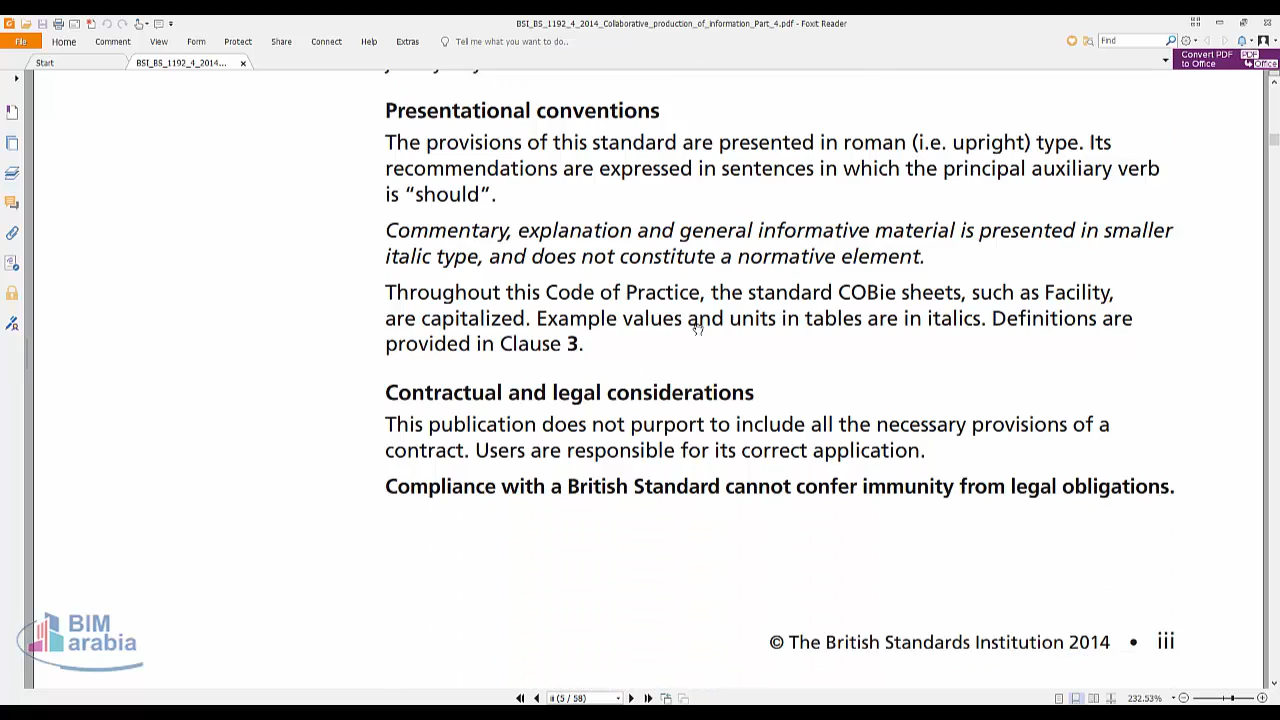 BSI_BS_1192_4_2014_Collaborative_production_of_information_Part_4.pdf - Foxit Reader
File Home Comment View Form Protect Share Connect Help Extras Tell me what you want to do.. Find
Start BSI_BS_1192_4_2014... Convert PDF to Office
Presentational conventions
The provisions of this standard are presented in roman (i.e. upright) type. Its
recommendations are expressed in sentences in which the principal auxiliary verb
is “should”.
Commentary, explanation and general informative material is presented in smaller
italic type, and does not constitute a normative element.
Throughout this Code of Practice, the standard COBie sheets, such as Facility,
are capitalized. Example values and units in tables are in italics. Definitions are
provided in Clause 3.
Contractual and legal considerations
This publication does not purport to include all the necessary provisions of a
contract. Users are responsible for its correct application.
Compliance with a British Standard cannot confer immunity from legal obligations.
BIM
arabia
© The British Standards Institution 2014 • iii
(5 / 58) 232.53%